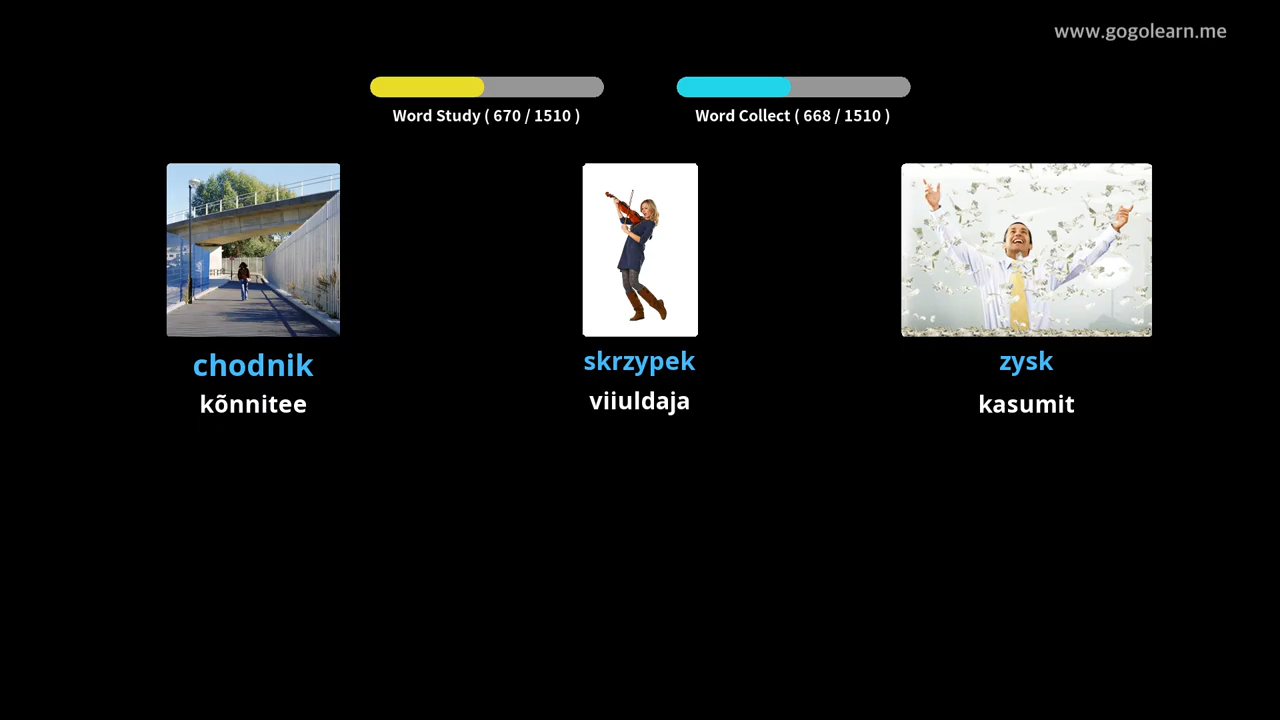 www.gogolearn.me
Word Study ( 670 / 1510 )
Word Collect ( 668 / 1510 )
chodnik
kõnnitee
skrzypek
viiuldaja
zysk
kasumit